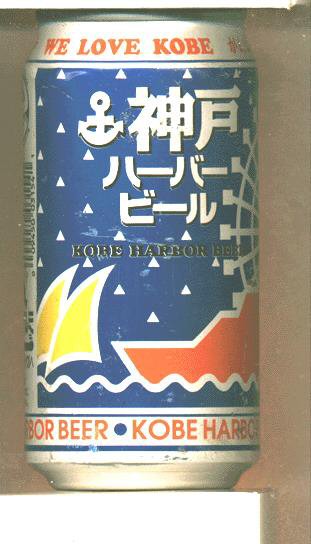 WE LOVE KOBE
神戸
ハーバー
ビール
KOBE HARBOR BEER
BOR BEER • KOBE HARBO